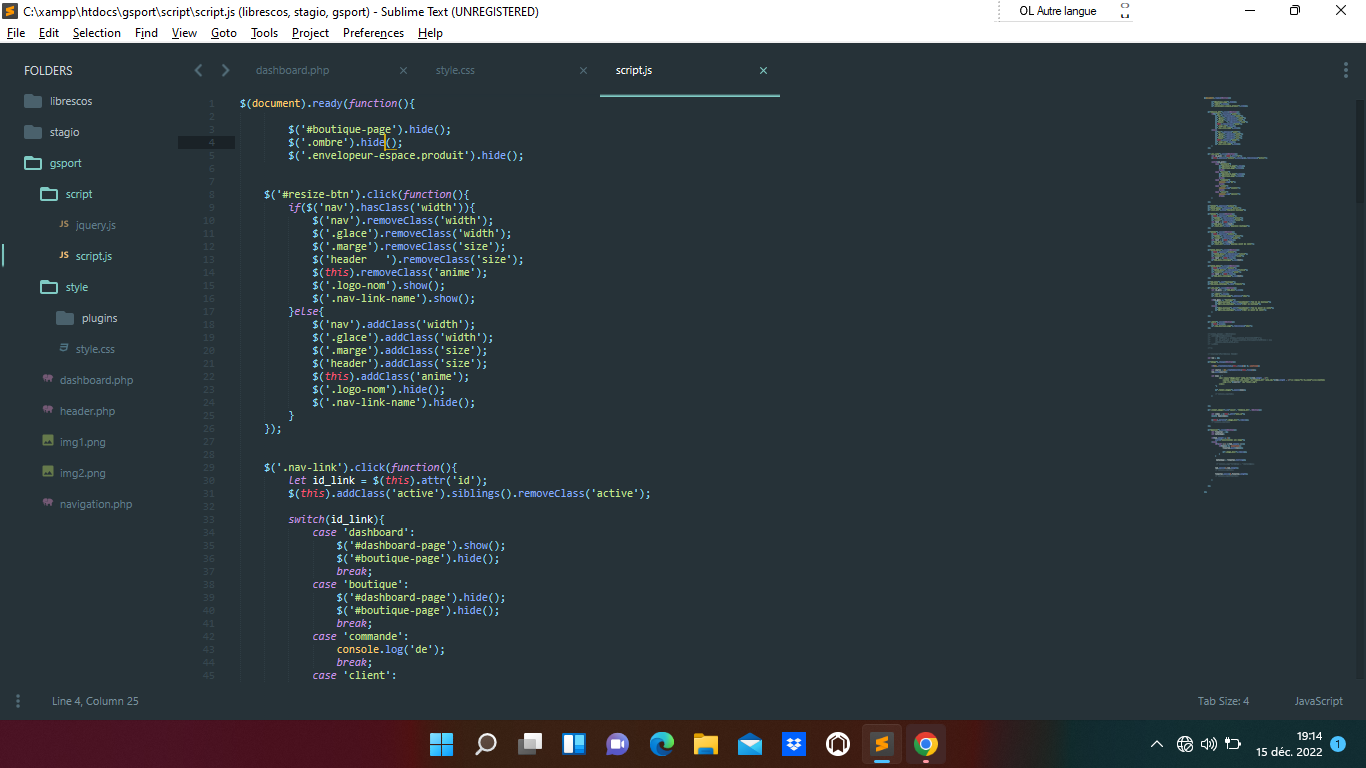 C:\xampp\htdocs\gsport\script\script.js (librescos, stagio, gsport) - Sublime Text (UNREGISTERED)
OL Autre langue
File Edit Selection Find View Goto Tools Project Preferences Help
FOLDERS
librescos
stagio
gsport
script
JS jquery.js
JS script.js
style
plugins
style.css
dashboard.php
header.php
img1.png
img2.png
navigation.php
dashboard.php style.css script.js
1 $(document).ready(function(){
2
3 $('#boutique-page').hide();
4 $('.ombre').hide();
5 $('.envelopeur-espace.produit').hide();
6
7
8 $('#resize-btn').click(function(){
9 if($('nav').hasClass('width')){
10 $('nav').removeClass('width');
11 $('.glace').removeClass('width');
12 $('.marge').removeClass('size');
13 $('header   ').removeClass('size');
14 $(this).removeClass('anime');
15 $('.logo-nom').show();
16 $('.nav-link-name').show();
17 }else{
18 $('nav').addClass('width');
19 $('.glace').addClass('width');
20 $('.marge').addClass('size');
21 $('header').addClass('size');
22 $(this).addClass('anime');
23 $('.logo-nom').hide();
24 $('.nav-link-name').hide();
25 }
26 });
27
28
29 $('.nav-link').click(function(){
30 let id_link = $(this).attr('id');
31 $(this).addClass('active').siblings().removeClass('active');
32
33 switch(id_link){
34 case 'dashboard':
35 $('#dashboard-page').show();
36 $('#boutique-page').hide();
37 break;
38 case 'boutique':
39 $('#dashboard-page').hide();
40 $('#boutique-page').hide();
41 break;
42 case 'commande':
43 console.log('de');
44 break;
45 case 'client':
Line 4, Column 25 Tab Size: 4 JavaScript
19:14
15 déc. 2022 1